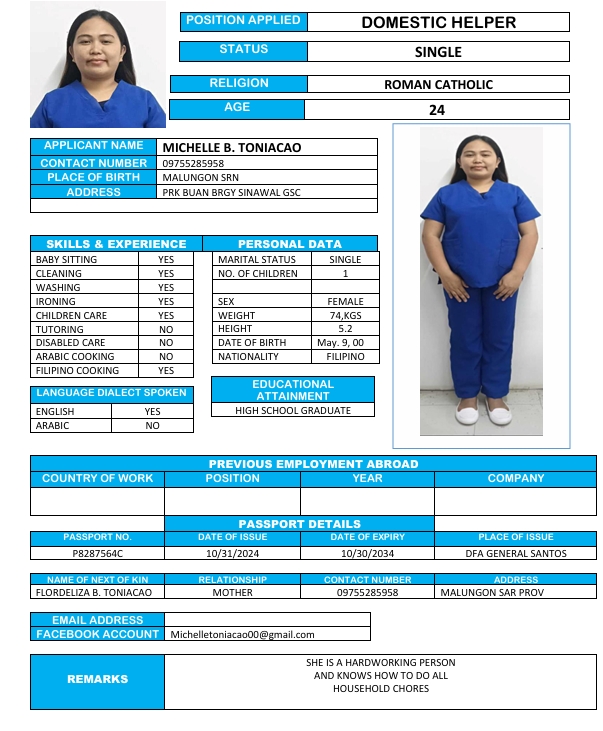 POSITION APPLIED DOMESTIC HELPER
STATUS SINGLE
RELIGION ROMAN CATHOLIC
AGE 24
APPLICANT NAME MICHELLE B. TONIACAO
CONTACT NUMBER 09755285958
PLACE OF BIRTH MALUNGON SRN
ADDRESS PRK BUAN BRGY SINAWAL GSC
SKILLS & EXPERIENCE PERSONAL DATA
BABY SITTING YES MARITAL STATUS SINGLE
CLEANING YES NO. OF CHILDREN 1
WASHING YES
IRONING YES SEX FEMALE
CHILDREN CARE YES WEIGHT 74,KGS
TUTORING NO HEIGHT 5.2
DISABLED CARE NO DATE OF BIRTH May. 9, 00
ARABIC COOKING NO NATIONALITY FILIPINO
FILIPINO COOKING YES
LANGUAGE DIALECT SPOKEN
ENGLISH YES
ARABIC NO
EDUCATIONAL
ATTAINMENT
HIGH SCHOOL GRADUATE
PREVIOUS EMPLOYMENT ABROAD
COUNTRY OF WORK POSITION YEAR COMPANY
PASSPORT DETAILS
PASSPORT NO. DATE OF ISSUE DATE OF EXPIRY PLACE OF ISSUE
P8287564C 10/31/2024 10/30/2034 DFA GENERAL SANTOS
NAME OF NEXT OF KIN RELATIONSHIP CONTACT NUMBER ADDRESS
FLORDELIZA B. TONIACAO MOTHER 09755285958 MALUNGON SAR PROV
EMAIL ADDRESS
FACEBOOK ACCOUNT Michelletoniacao00@gmail.com
REMARKS
SHE IS A HARDWORKING PERSON
AND KNOWS HOW TO DO ALL
HOUSEHOLD CHORES